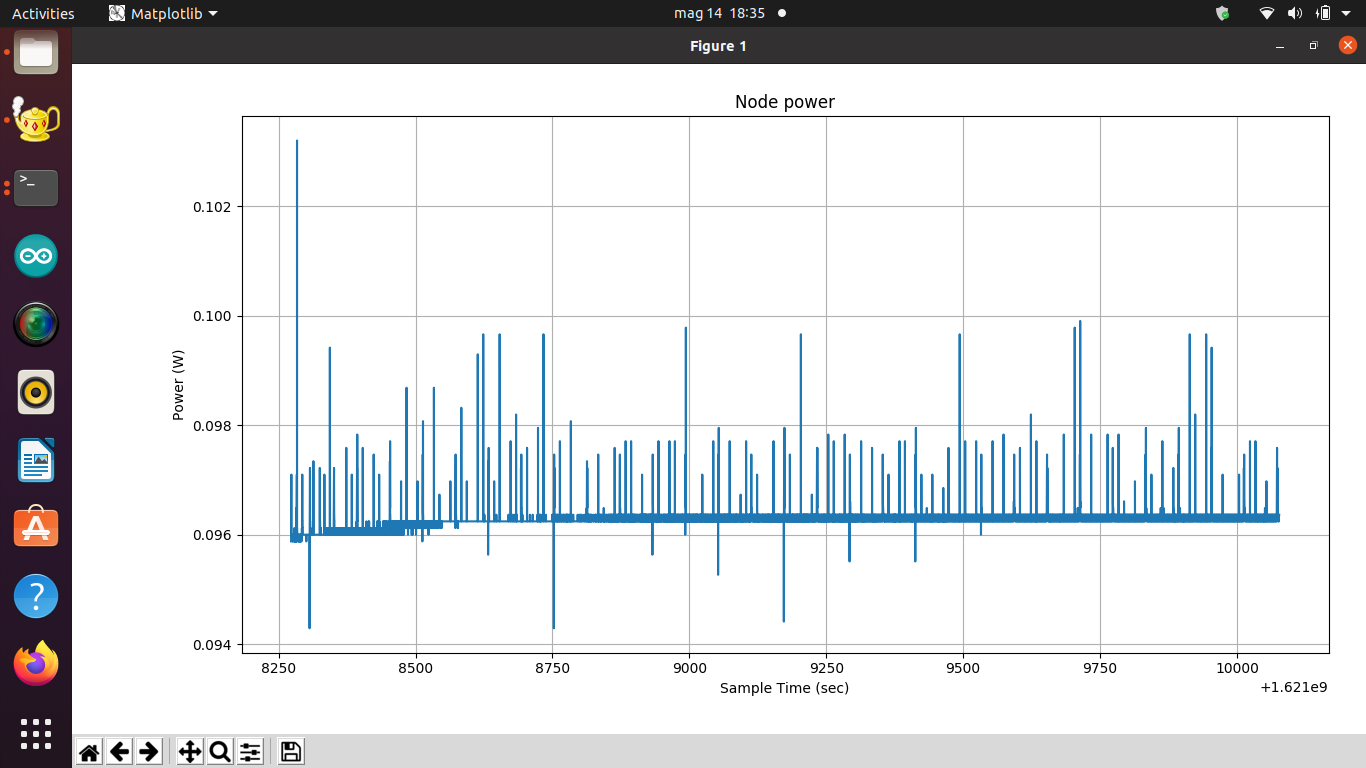 Activities Matplotlib mag 14 18:35
Figure 1
>_
Node power
0.102
0.100
0.098
0.096
0.094
Power (W)
8250 8500 8750 9000 9250 9500 9750 10000
Sample Time (sec)
+1.621e9
A
?